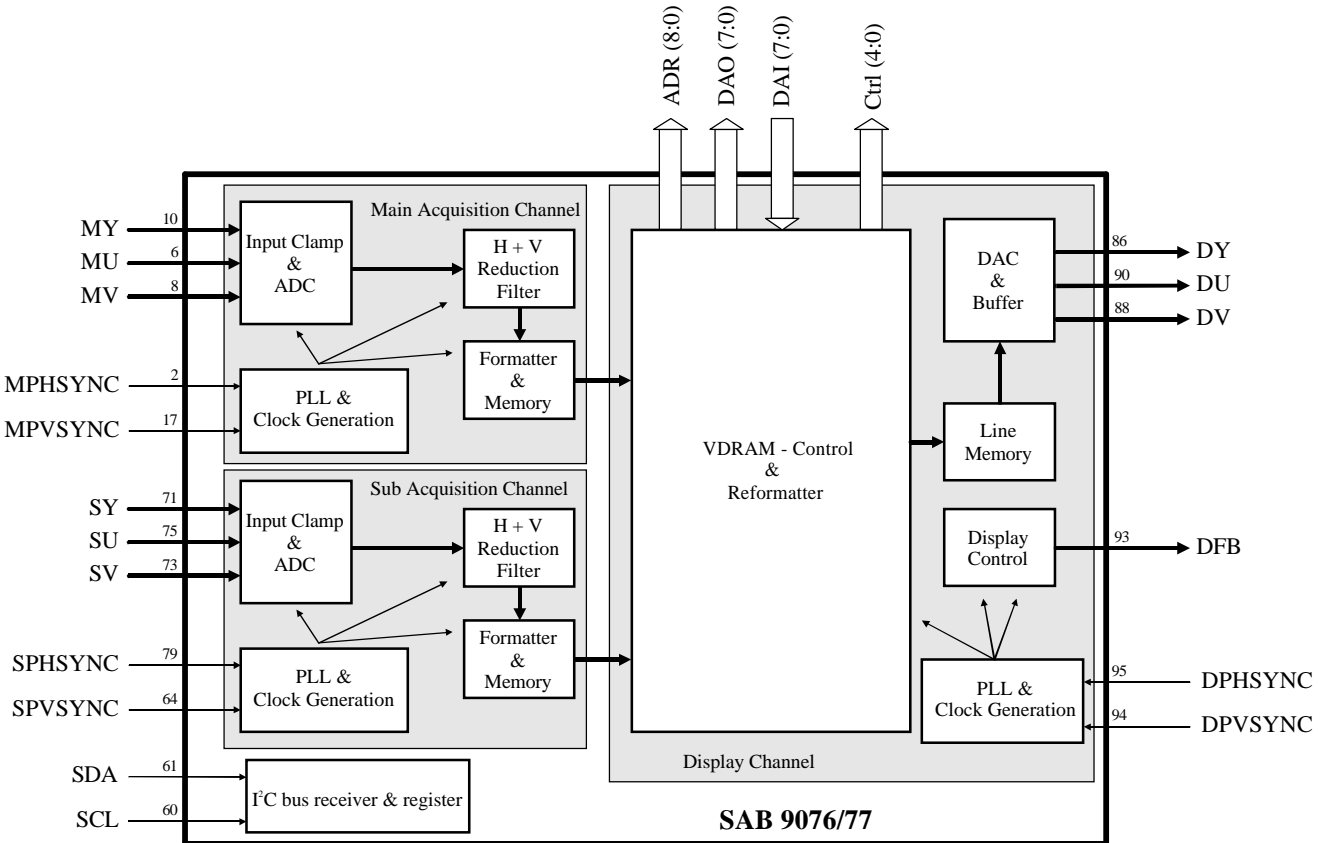 ADR (8:0)
DAO (7:0)
DAI (7:0)
Ctrl (4:0)
Main Acquisition Channel
MY 10
MU 6
MV 8
Input Clamp
&
ADC
H + V
Reduction
Filter
MPHSYNC 2
MPVSYNC 17
PLL &
Clock Generation
Formatter
&
Memory
Sub Acquisition Channel
SY 71
SU 75
SV 73
Input Clamp
&
ADC
H + V
Reduction
Filter
SPHSYNC 79
SPVSYNC 64
PLL &
Clock Generation
Formatter
&
Memory
SDA 61
SCL 60
I²C bus receiver & register
VDRAM - Control
&
Reformatter
DAC
&
Buffer
86 DY
90 DU
88 DV
Line
Memory
Display
Control
93 DFB
PLL &
Clock Generation
95 DPHSYNC
94 DPVSYNC
Display Channel
SAB 9076/77